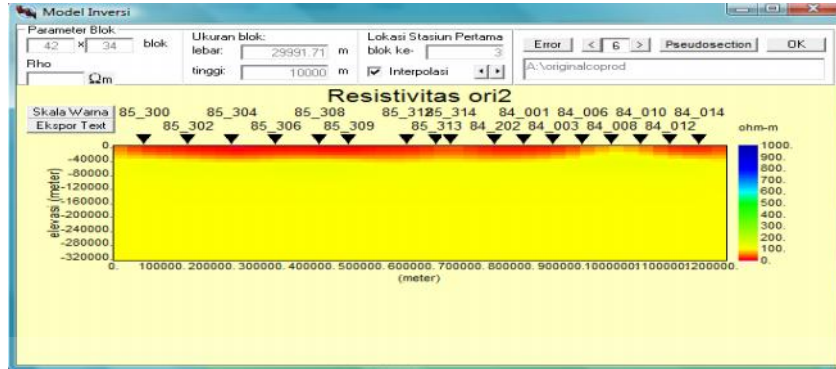 Model Inversi
Parameter Blok
42 × 34 blok
Rho
Ωm
Ukuran blok:
lebar: 29991.71 m
tinggi: 10000 m
Lokasi Stasiun Pertama
blok ke- 3
Interpolasi
Error < 6 > Pseudosection OK
A:\originalcoprod
Resistivitas ori2
Skala Warna
Ekspor Text
85_300 85_304 85_308 85_312 85_314 84_001 84_006 84_010 84_014
85_302 85_306 85_309 85_313 84_202 84_003 84_008 84_012
ohm-m
elevasi (meter)
0.
-40000.
-80000.
-120000.
-160000.
-200000.
-240000.
-280000.
-320000.
0. 100000. 200000. 300000. 400000. 500000. 600000. 700000. 800000. 900000. 1000000 1100000 1200000.
(meter)
1000.
900.
800.
700.
600.
500.
400.
300.
200.
100.
0.